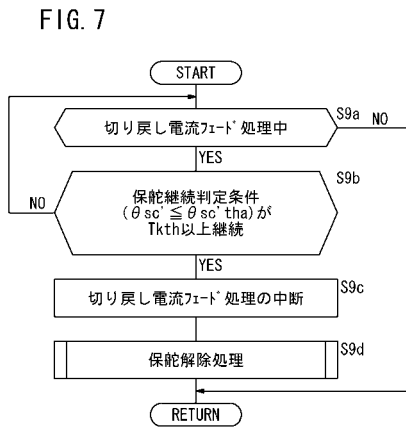 FIG. 7
START
切り戻し電流ﾌｪｰﾄﾞ処理中
S9a
NO
YES
S9b
保舵継続判定条件
(θsc'≦θsc'tha)が
Tkth以上継続
NO
YES
切り戻し電流ﾌｪｰﾄﾞ処理の中断
S9c
保舵解除処理
S9d
RETURN